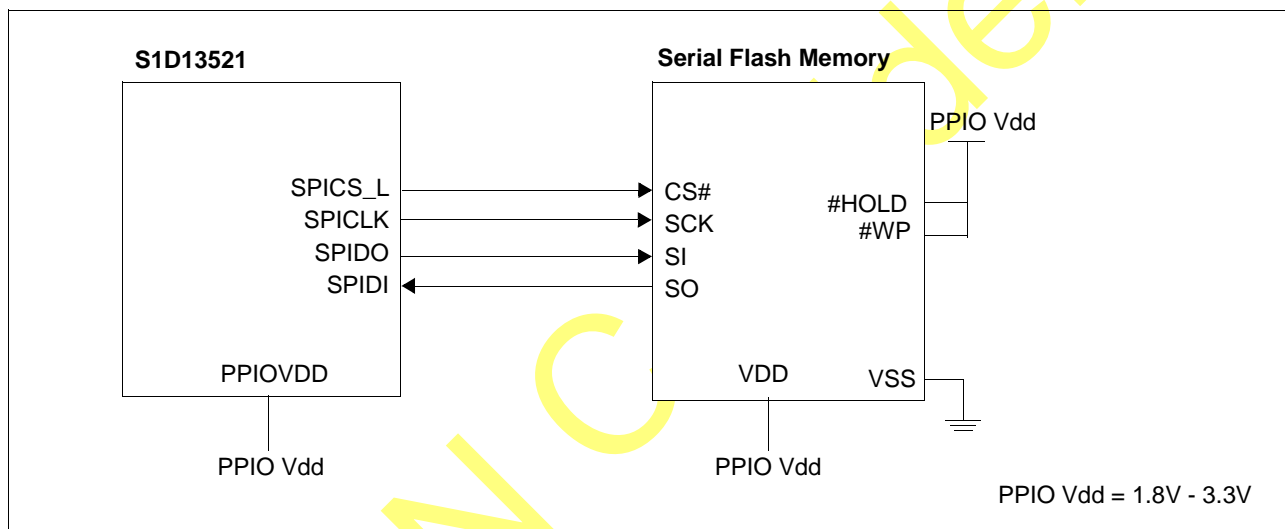 S1D13521
Serial Flash Memory
PPIO Vdd
SPICS_L
SPICLK
SPIDO
SPIDI
CS#
SCK
SI
SO
#HOLD
#WP
PPIOVDD
VDD
VSS
PPIO Vdd
PPIO Vdd
PPIO Vdd = 1.8V - 3.3V